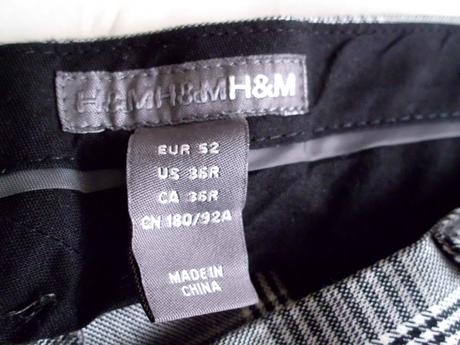 H&MH&MH&M
EUR 52
US 36R
CA 36R
CN 180/92A
MADE IN
CHINA